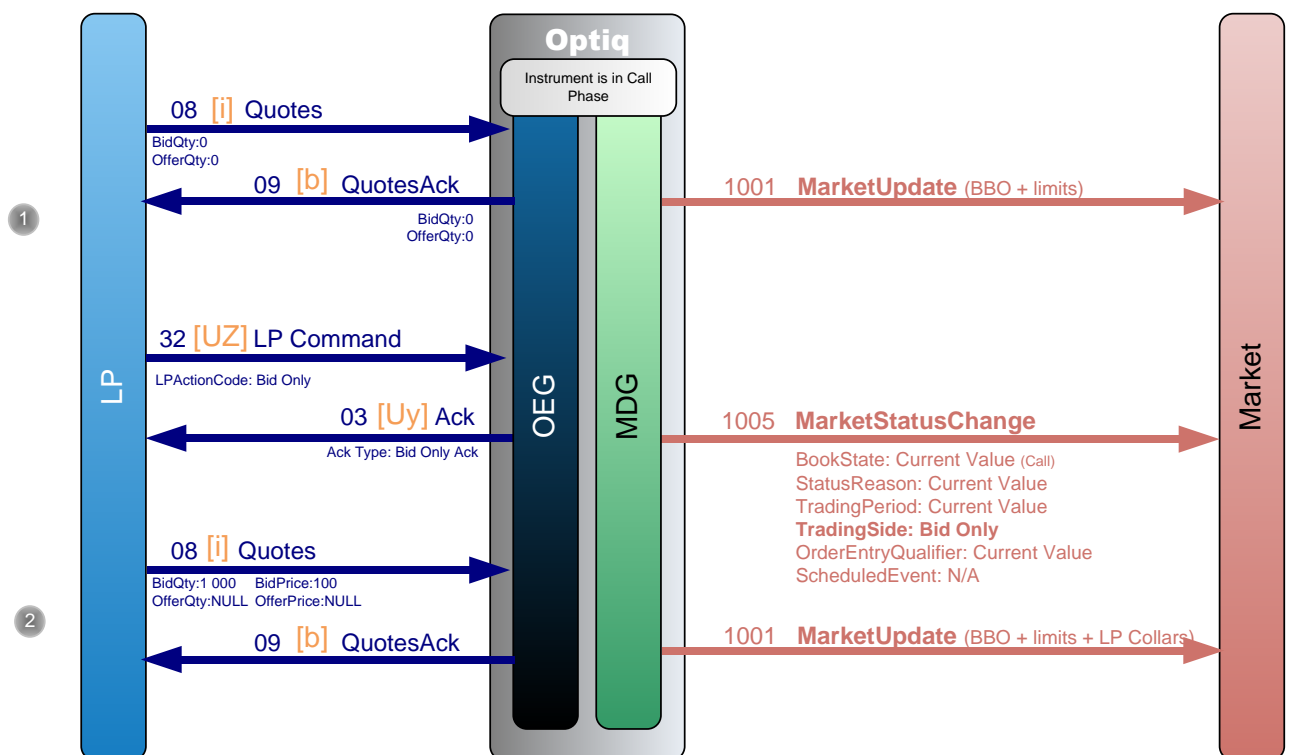 Optiq
Instrument is in Call
Phase
08 [i] Quotes
BidQty:0
OfferQty:0
09 [b] QuotesAck
BidQty:0
OfferQty:0
1001 MarketUpdate (BBO + limits)
1
32 [UZ] LP Command
LPActionCode: Bid Only
LP
OEG
MDG
Market
03 [Uy] Ack
Ack Type: Bid Only Ack
1005 MarketStatusChange
BookState: Current Value (Call)
StatusReason: Current Value
TradingPeriod: Current Value
TradingSide: Bid Only
OrderEntryQualifier: Current Value
ScheduledEvent: N/A
08 [i] Quotes
BidQty:1 000 BidPrice:100
OfferQty:NULL OfferPrice:NULL
2
09 [b] QuotesAck
1001 MarketUpdate (BBO + limits + LP Collars)